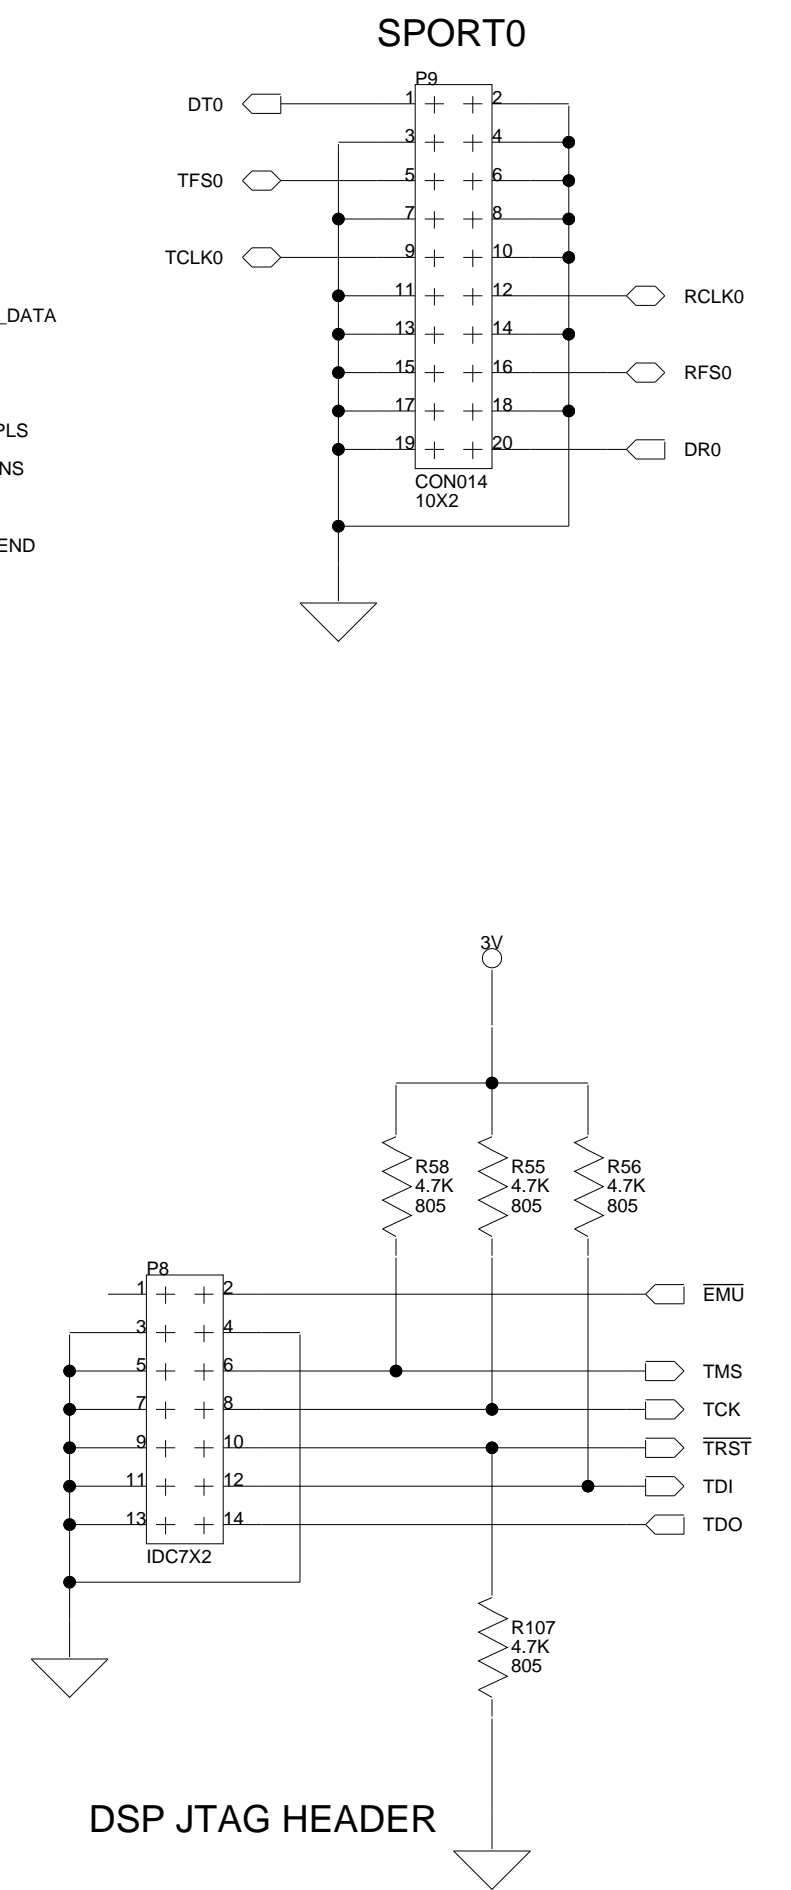 SPORT0
P9
DT0
1
2
3
4
TFS0
5
6
7
8
TCLK0
9
10
11
12
RCLK0
_DATA
13
14
15
16
RFS0
17
18
PLS
19
20
DR0
NS
CON014
10X2
END
3V
R58
4.7K
805
R55
4.7K
805
R56
4.7K
805
P8
1
2
EMU
3
4
5
6
TMS
7
8
TCK
9
10
TRST
11
12
TDI
13
14
TDO
IDC7X2
R107
4.7K
805
DSP JTAG HEADER